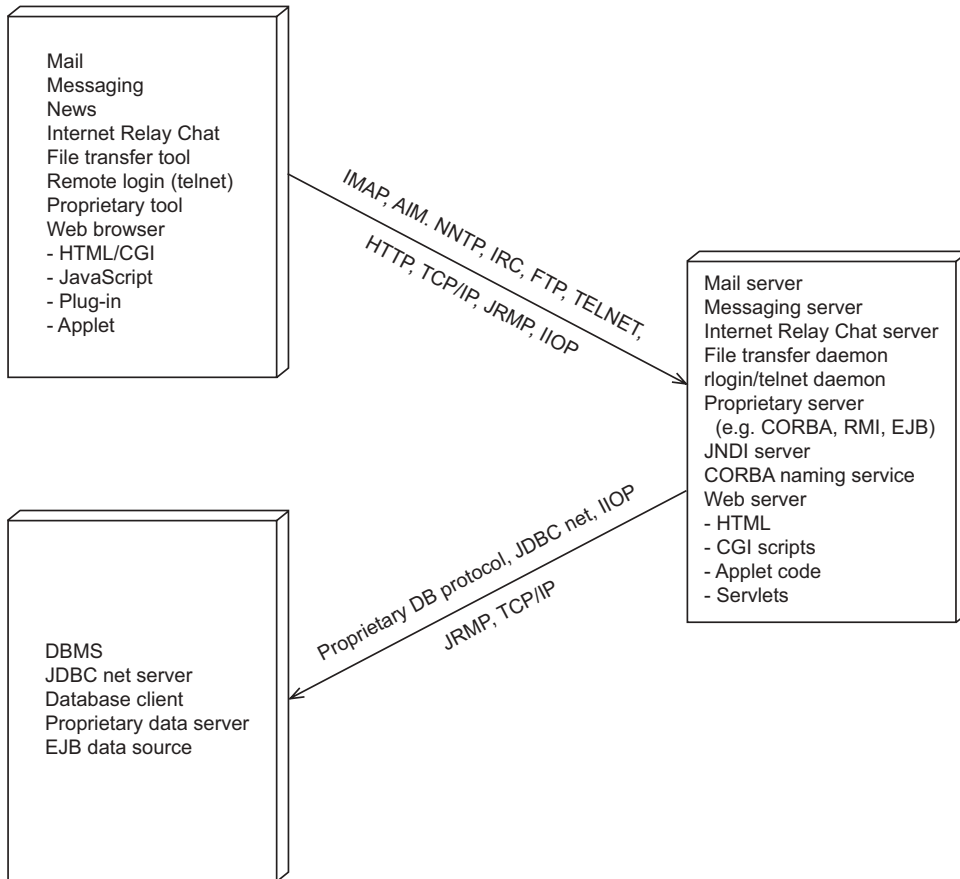 Mail
Messaging
News
Internet Relay Chat
File transfer tool
Remote login (telnet)
Proprietary tool
Web browser
- HTML/CGI
- JavaScript
- Plug-in
- Applet
IMAP, AIM. NNTP, IRC, FTP, TELNET,
HTTP, TCP/IP, JRMP, IIOP
Mail server
Messaging server
Internet Relay Chat server
File transfer daemon
rlogin/telnet daemon
Proprietary server
(e.g. CORBA, RMI, EJB)
JNDI server
CORBA naming service
Web server
- HTML
- CGI scripts
- Applet code
- Servlets
Proprietary DB protocol, JDBC net, IIOP
JRMP, TCP/IP
DBMS
JDBC net server
Database client
Proprietary data server
EJB data source